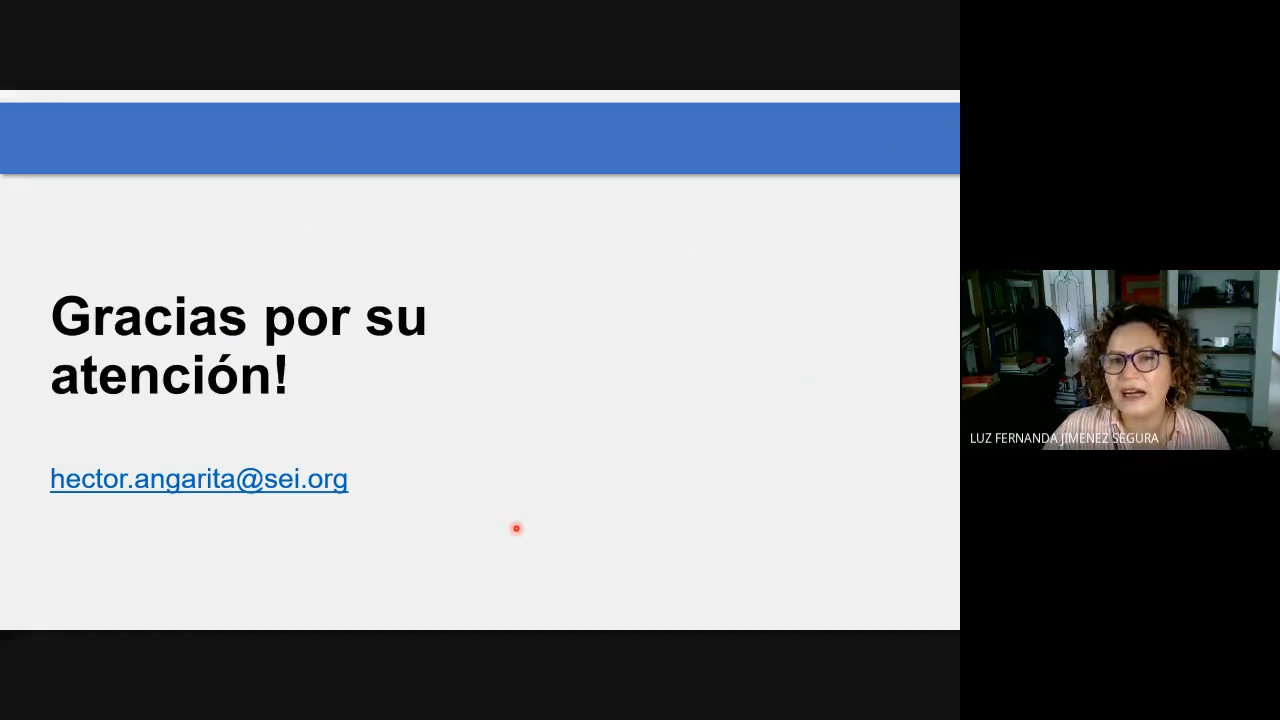 Gracias por su
atención!
hector.angarita@sei.org
LUZ FERNANDA JIMENEZ SEGURA